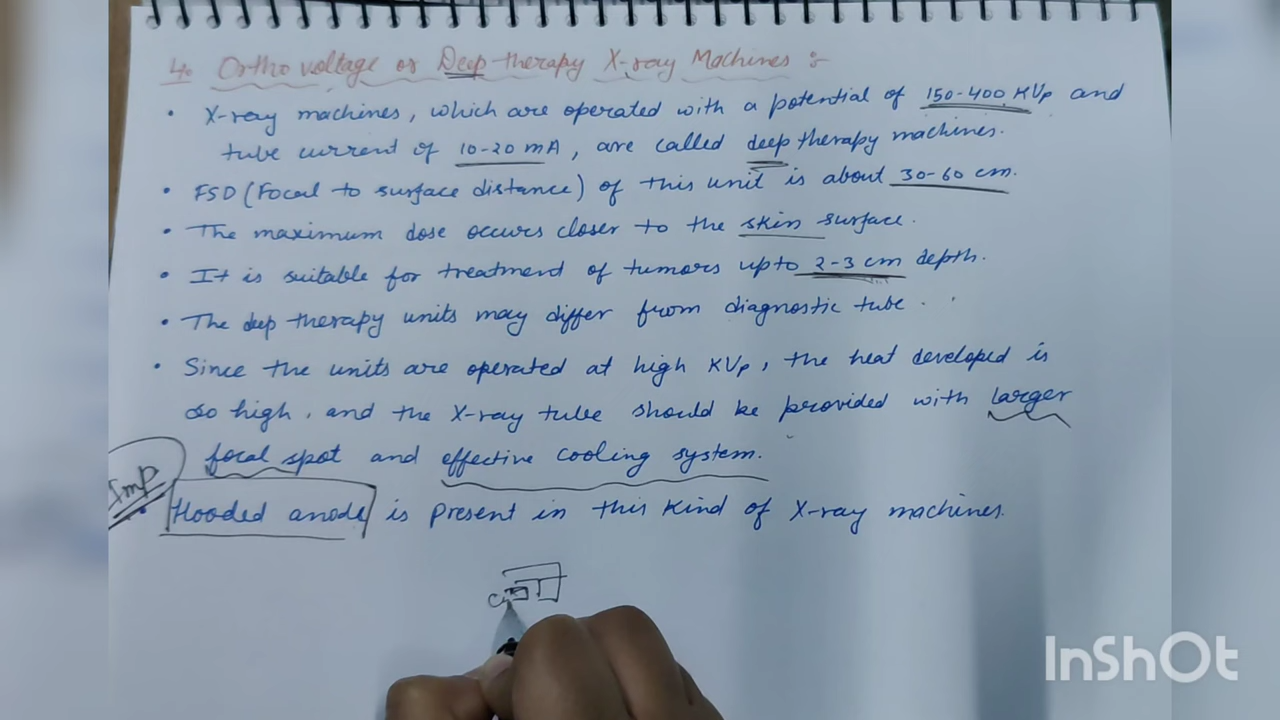 4. Ortho voltage or Deep therapy X-ray Machines :-
• X-ray machines, which are operated with a potential of 150-400 KVp and
tube current of 10-20 mA, are called deep therapy machines.
• FSD (Focal to surface distance) of this unit is about 30-60 cm.
• The maximum dose occurs closer to the skin surface.
• It is suitable for treatment of tumors upto 2-3 cm depth.
• The deep therapy units may differ from diagnostic tube.
• Since the units are operated at high KVp, the heat developed is
so high, and the X-ray tube should be provided with larger
focal spot and effective cooling system.
Imp
• Hooded anode is present in this kind of X-ray machines.
InShOt